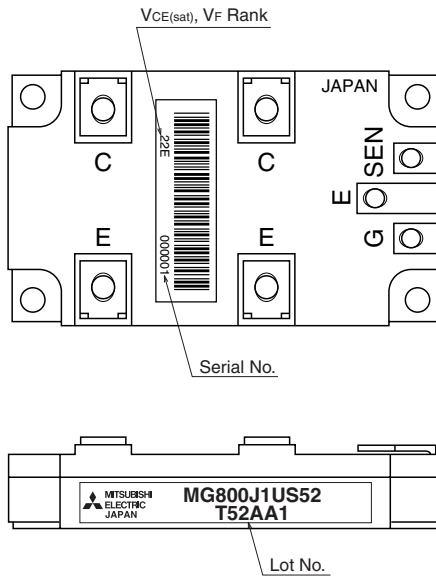 VCE(sat), VF Rank
JAPAN
22E
C
C
SEN
E
E
E
G
000001
Serial No.
MITSUBISHI
ELECTRIC
JAPAN
MG800J1US52
T52AA1
Lot No.